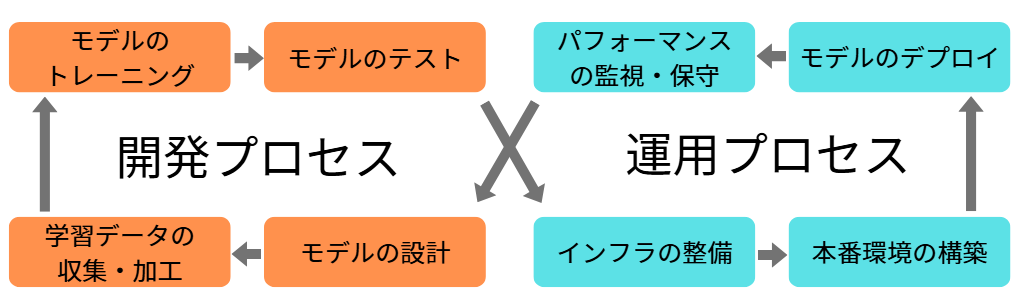 モデルの
トレーニング
モデルのテスト
パフォーマンス
の監視・保守
モデルのデプロイ
開発プロセス
運用プロセス
学習データの
収集・加工
モデルの設計
インフラの整備
本番環境の構築